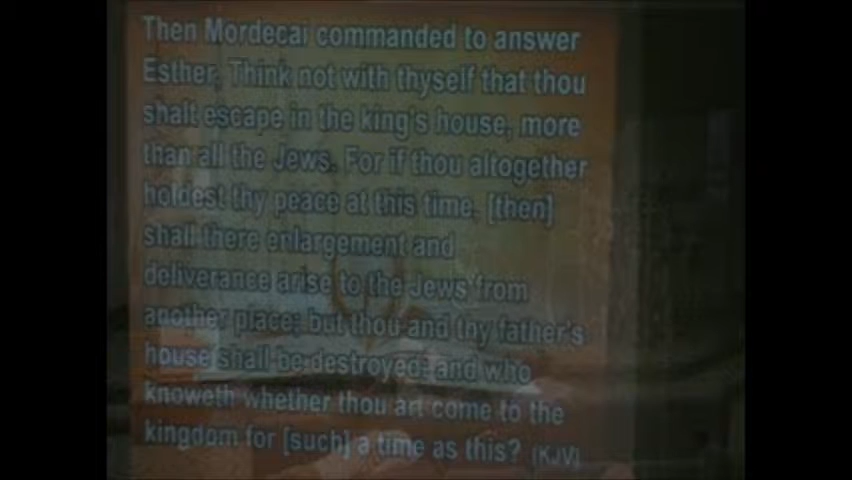 Then Mordecai commanded to answer
Esther, Think not with thyself that thou
shalt escape in the king's house, more
than all the Jews. For if thou altogether
holdest thy peace at this time, [then]
shall there enlargement and
deliverance arise to the Jews from
another place; but thou and thy father's
house shall be destroyed: and who
knoweth whether thou art come to the
kingdom for [such] a time as this? (KJV)